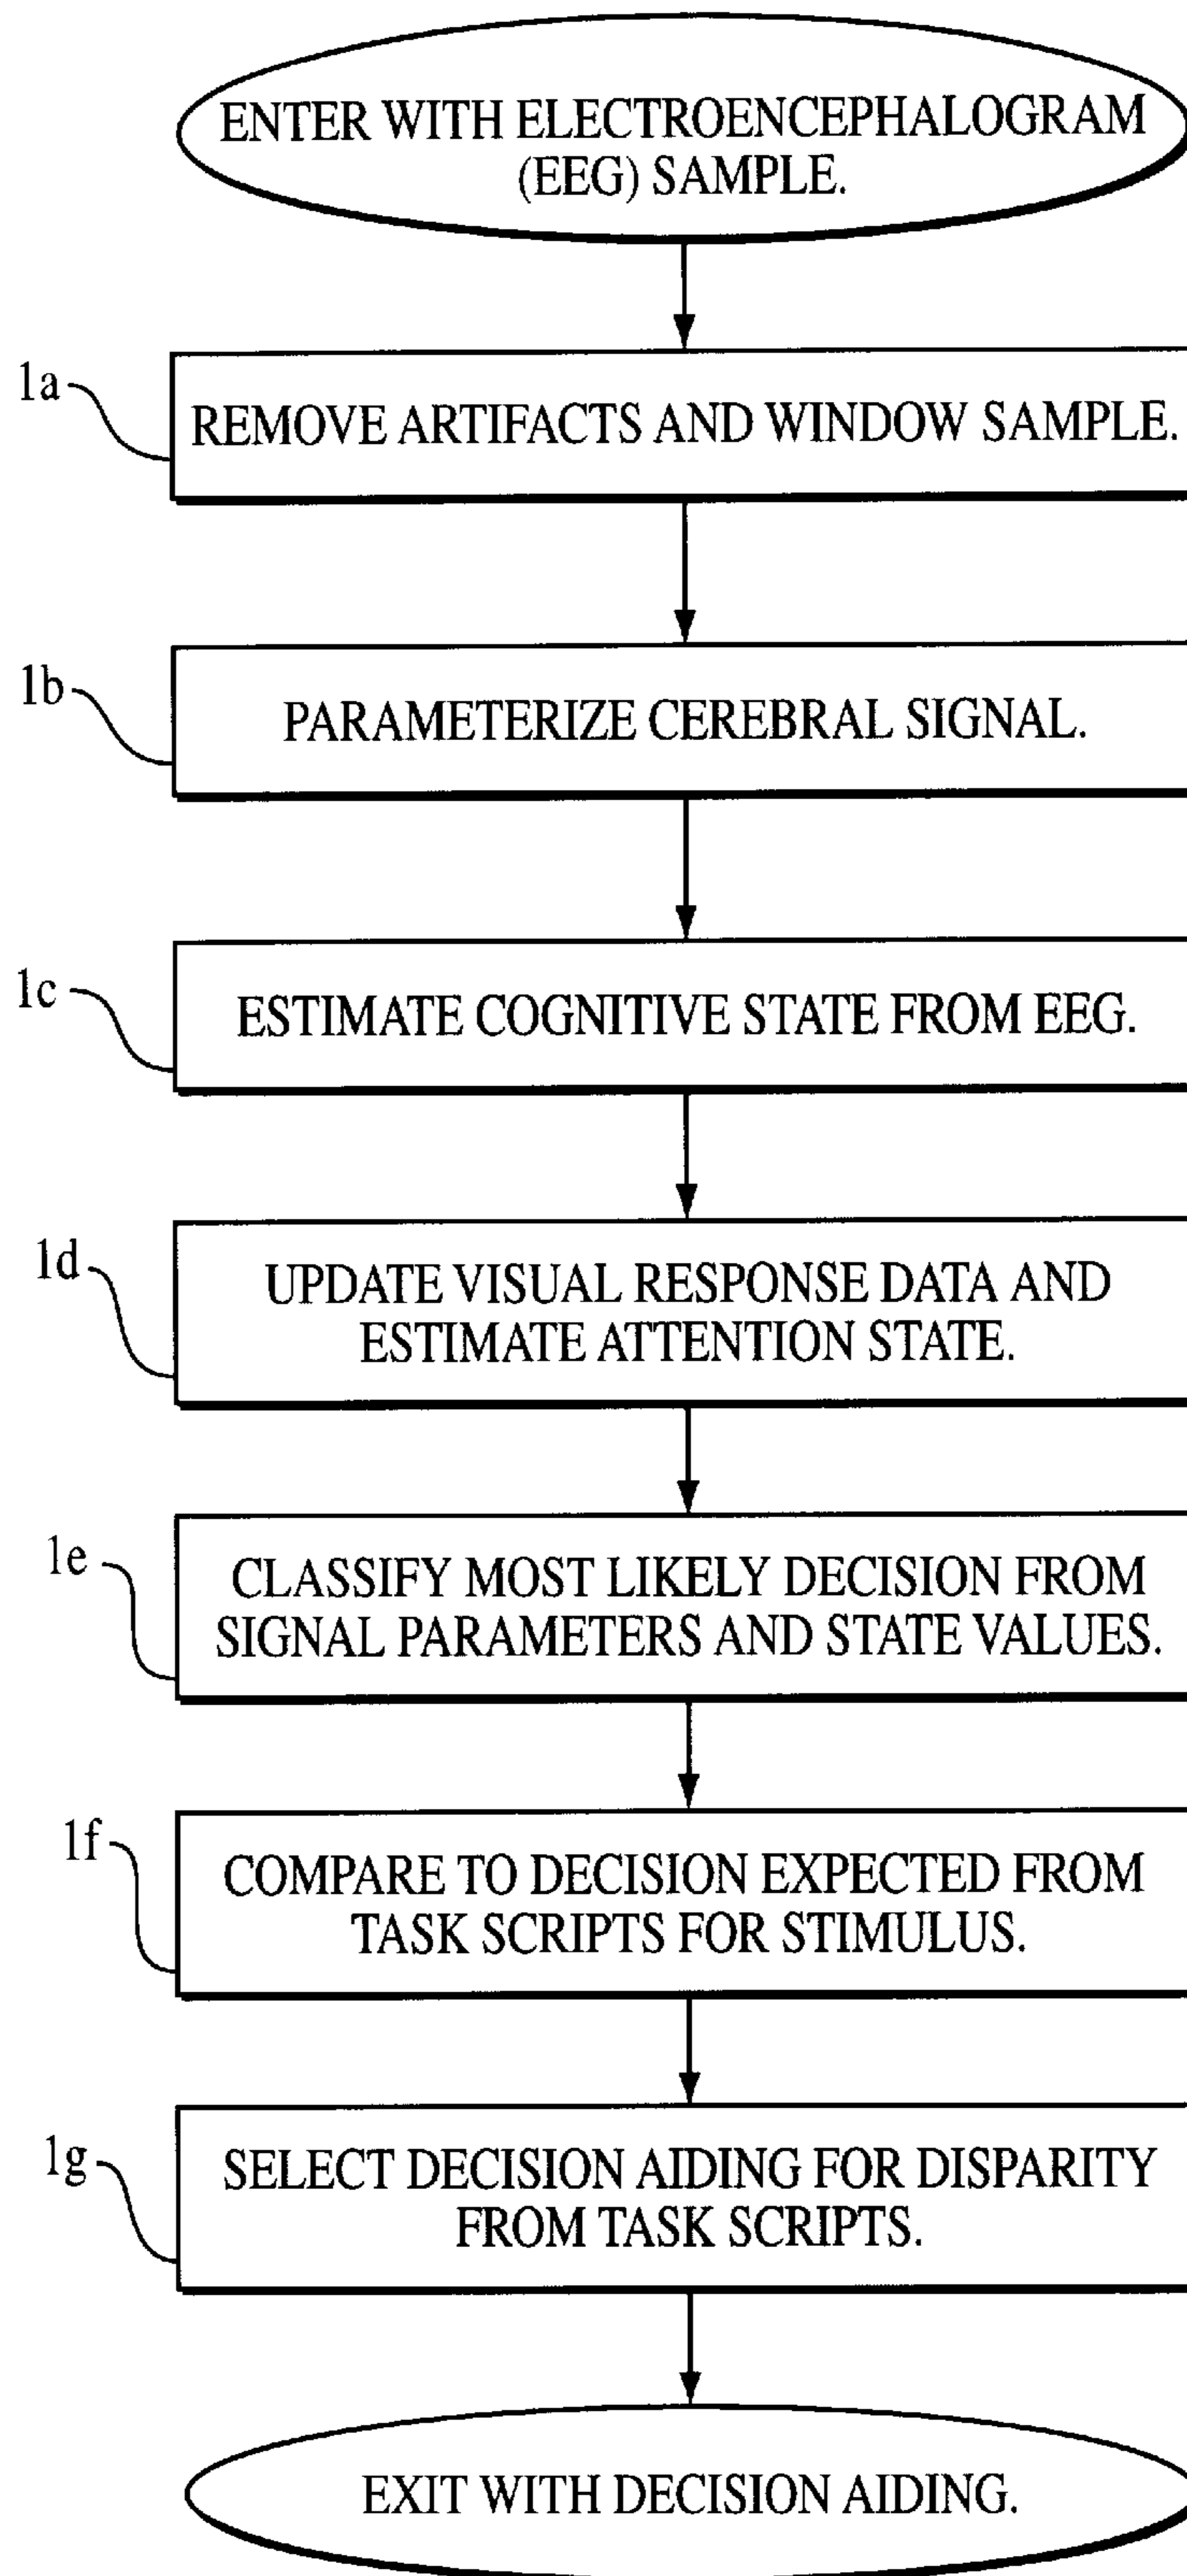 ENTER WITH ELECTROENCEPHALOGRAM
(EEG) SAMPLE.
1a
REMOVE ARTIFACTS AND WINDOW SAMPLE.
1b
PARAMETERIZE CEREBRAL SIGNAL.
1c
ESTIMATE COGNITIVE STATE FROM EEG.
1d
UPDATE VISUAL RESPONSE DATA AND
ESTIMATE ATTENTION STATE.
1e
CLASSIFY MOST LIKELY DECISION FROM
SIGNAL PARAMETERS AND STATE VALUES.
1f
COMPARE TO DECISION EXPECTED FROM
TASK SCRIPTS FOR STIMULUS.
1g
SELECT DECISION AIDING FOR DISPARITY
FROM TASK SCRIPTS.
EXIT WITH DECISION AIDING.